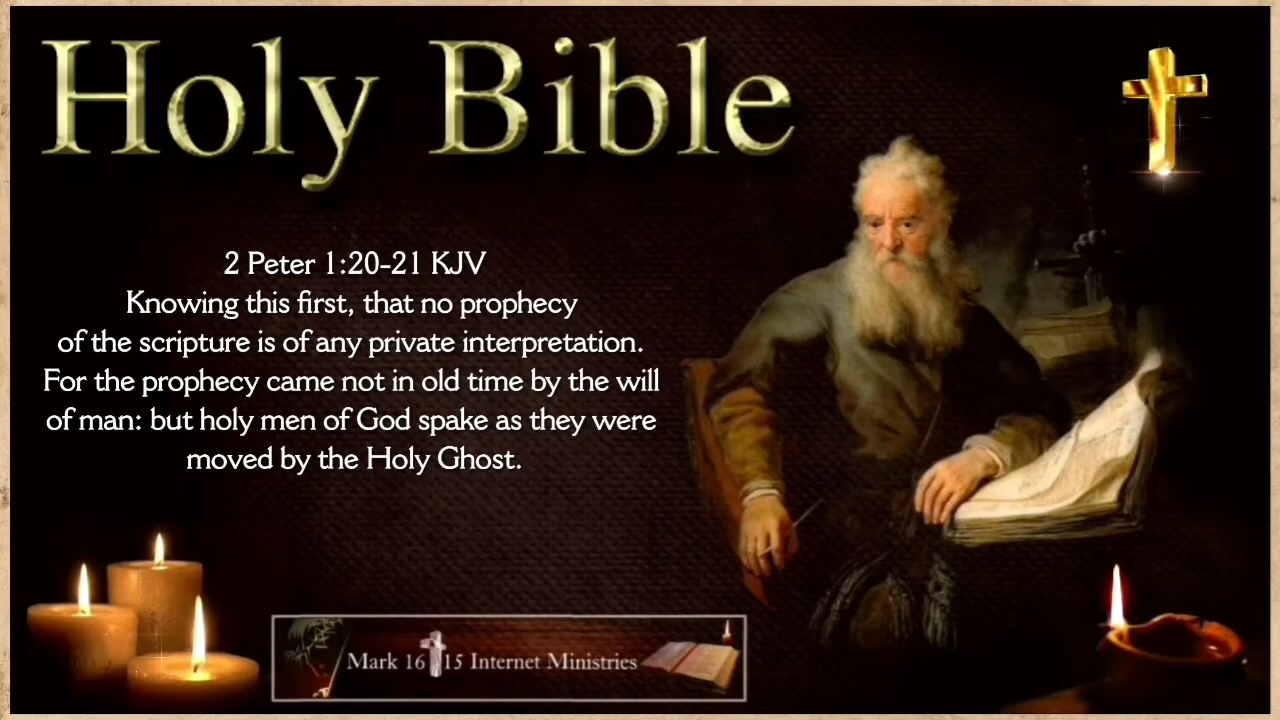 Holy Bible
2 Peter 1:20-21 KJV
Knowing this first, that no prophecy
of the scripture is of any private interpretation.
For the prophecy came not in old time by the will
of man: but holy men of God spake as they were
moved by the Holy Ghost.
Mark 16 15 Internet Ministries